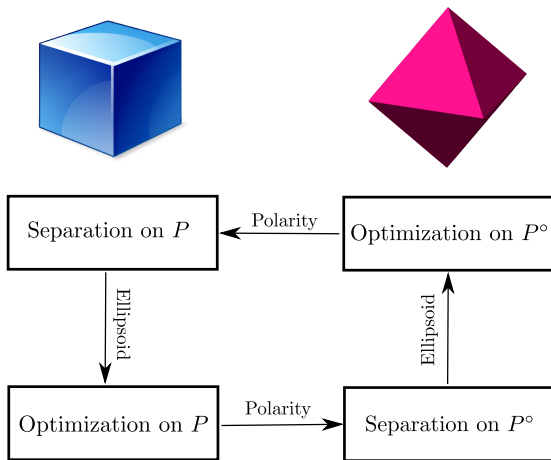 Separation on P
Polarity
Optimization on P°
Ellipsoid
Ellipsoid
Optimization on P
Polarity
Separation on P°